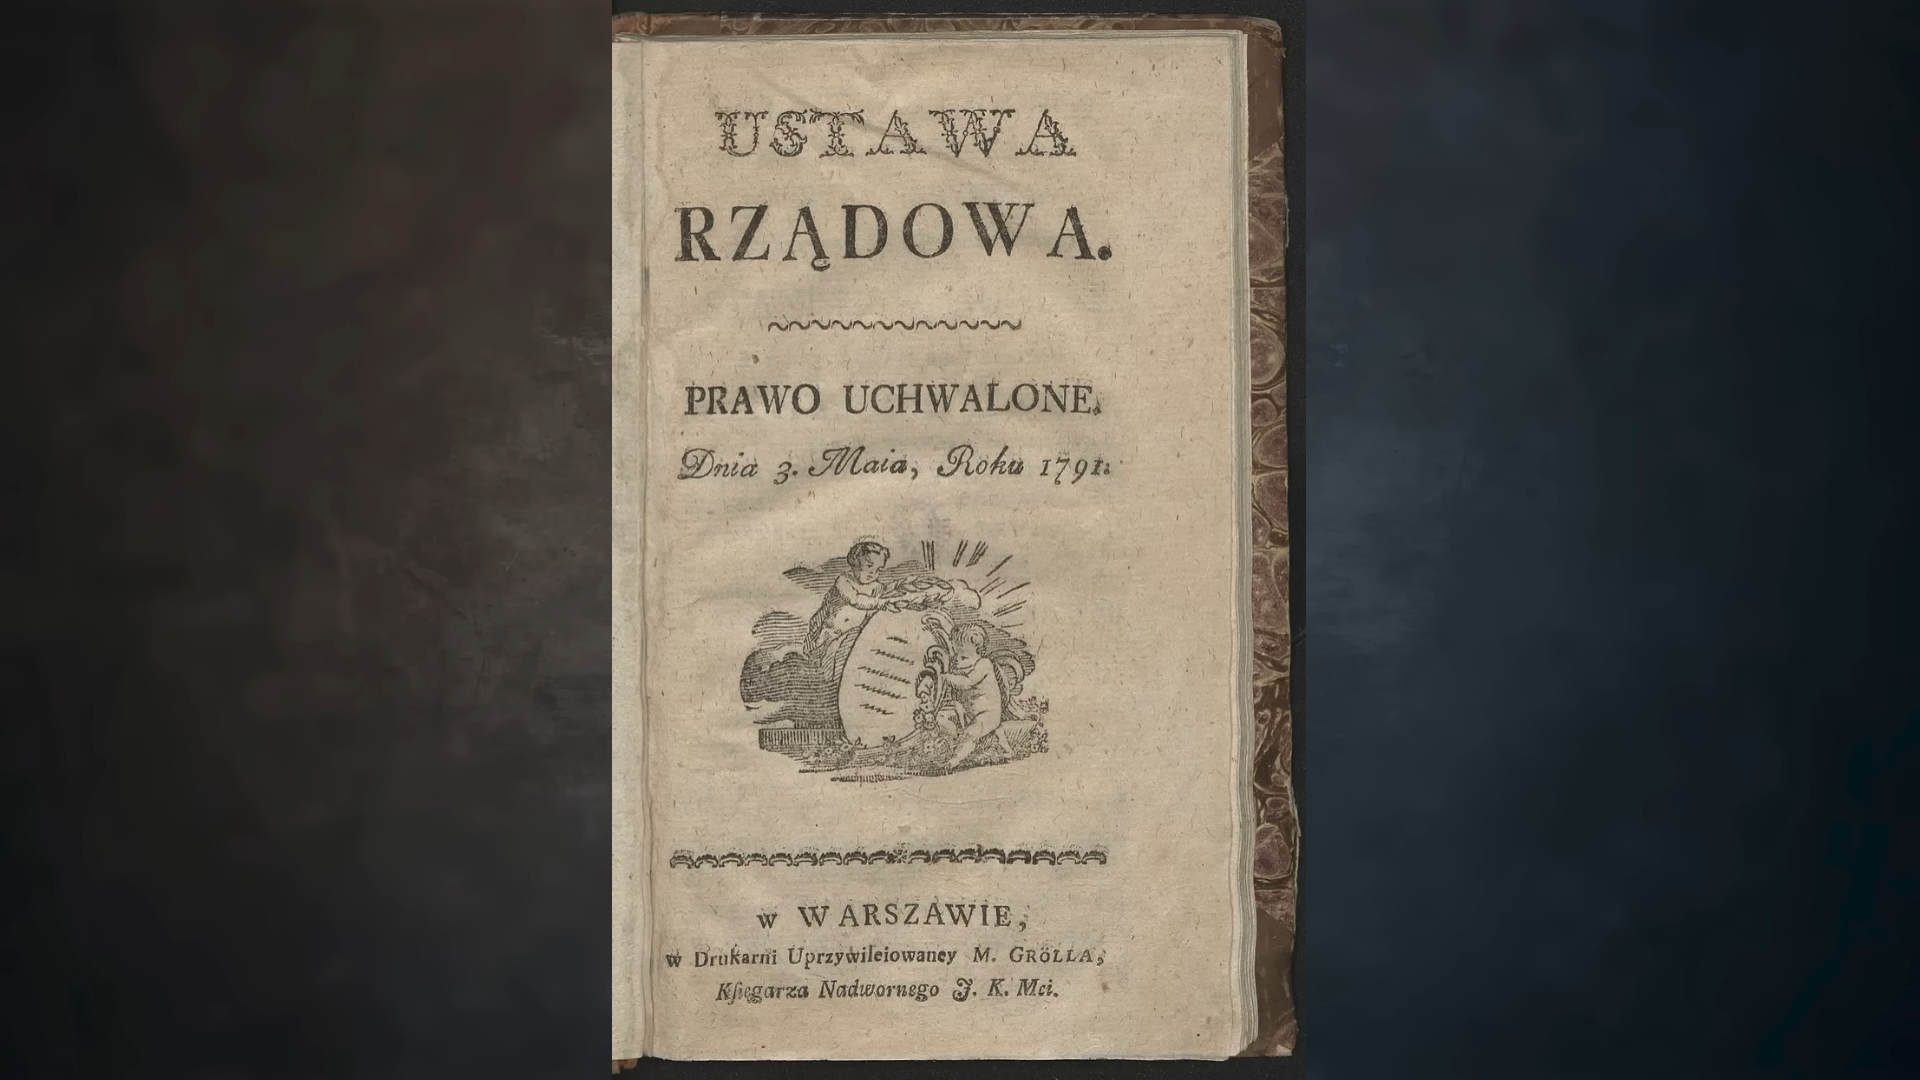 USTAWA
RZĄDOWA.
PRAWO UCHWALONE.
Dnia 3. Maia, Roku 1791.
w WARSZAWIE,
w Drukarni Uprzywileiowaney M. GRÖLLA,
Kſięgarza Nadwornego J. K. Mci.